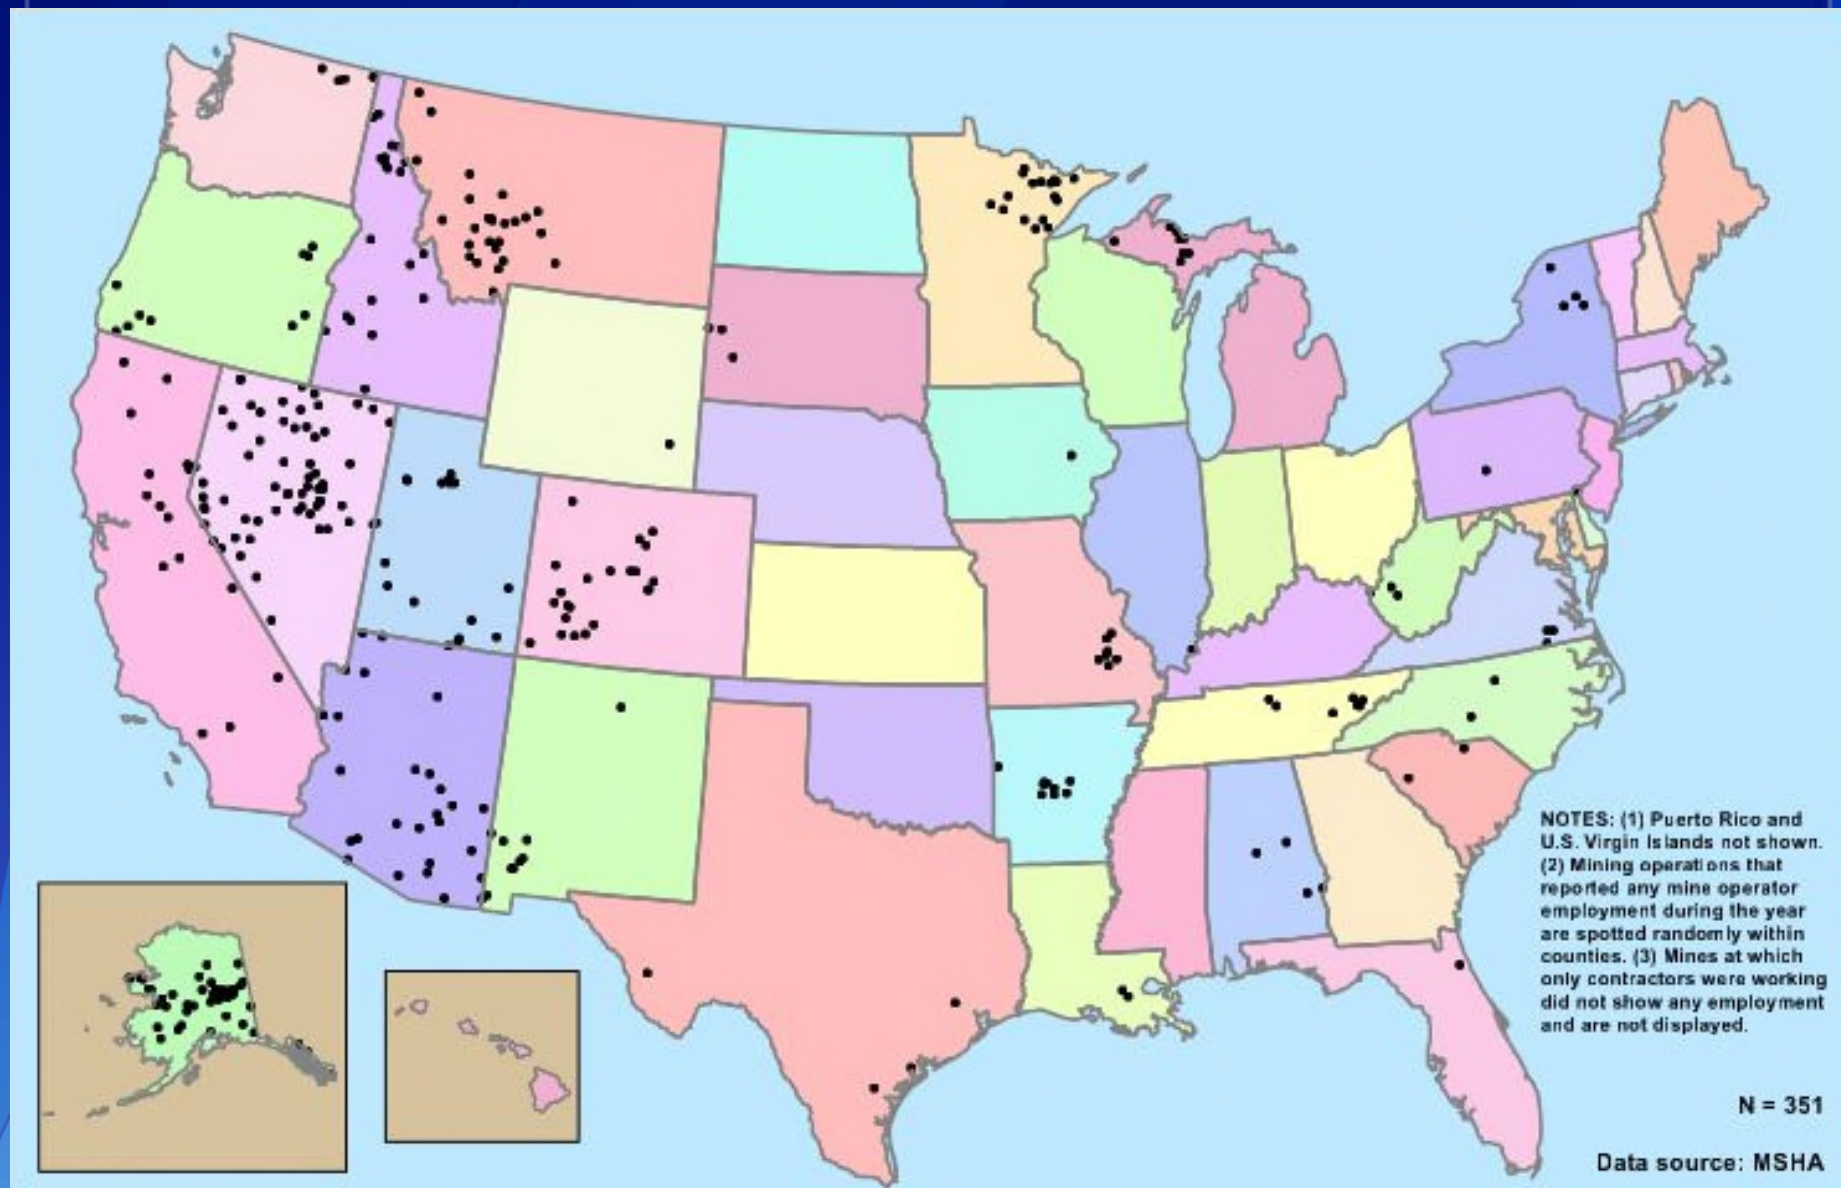 NOTES: (1) Puerto Rico and
U.S. Virgin Islands not shown.
(2) Mining operations that
reported any mine operator
employment during the year
are spotted randomly within
counties. (3) Mines at which
only contractors were working
did not show any employment
and are not displayed.
N = 351
Data source: MSHA